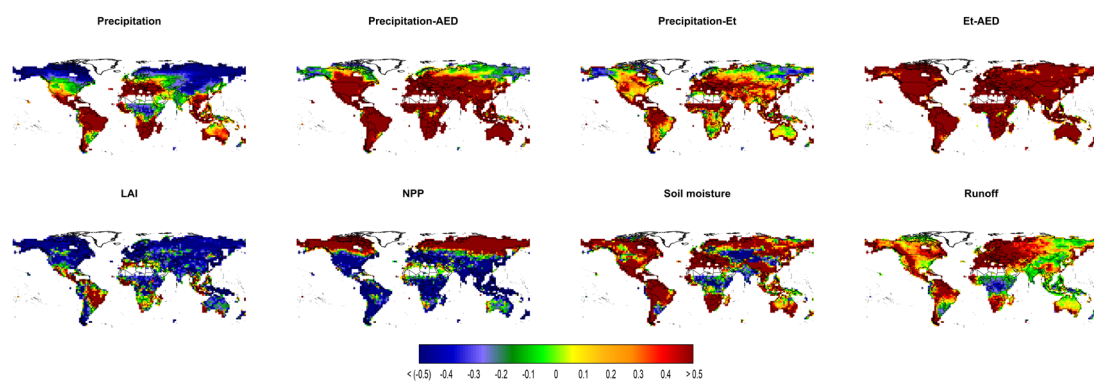 Precipitation
Precipitation-AED
Precipitation-Et
Et-AED
LAI
NPP
Soil moisture
Runoff
< (-0.5) -0.4 -0.3 -0.2 -0.1 0 0.1 0.2 0.3 0.4 > 0.5